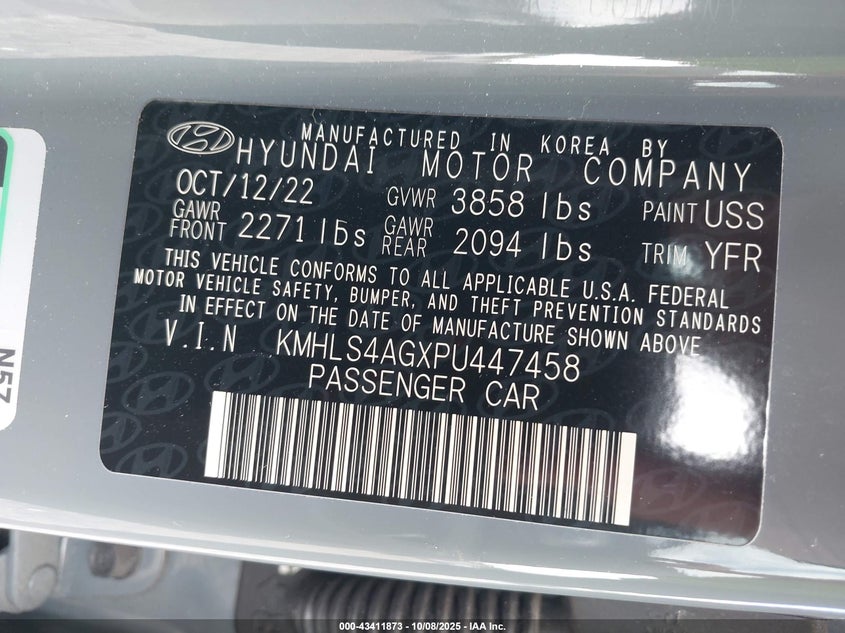 MANUFACTURED IN KOREA BY
HYUNDAI MOTOR COMPANY
OCT/12/22 GVWR 3858 lbs PAINT USS
GAWR FRONT 2271 lbs GAWR REAR 2094 lbs TRIM YFR
THIS VEHICLE CONFORMS TO ALL APPLICABLE U.S.A. FEDERAL
MOTOR VEHICLE SAFETY, BUMPER, AND THEFT PREVENTION STANDARDS
IN EFFECT ON THE DATE OF MANUFACTURE SHOWN ABOVE
V.I.N KMHLS4AGXPU447458
PASSENGER CAR
N57
000-43411873 | 10/08/2025 - IAA Inc.